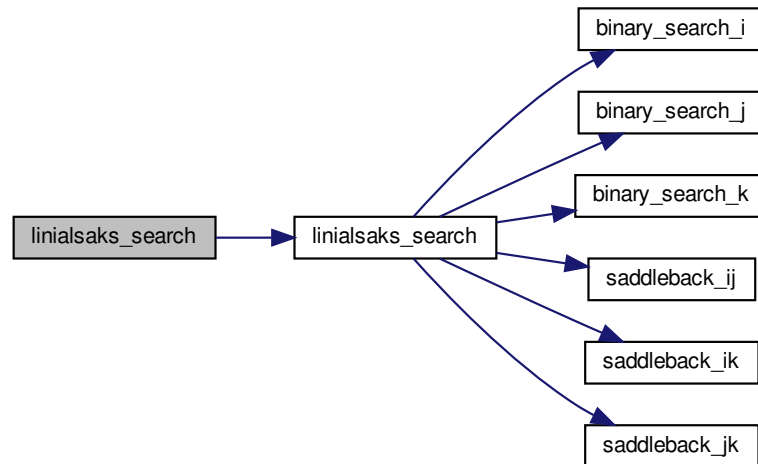 linialsaks_search
linialsaks_search
binary_search_i
binary_search_j
binary_search_k
saddleback_ij
saddleback_ik
saddleback_jk